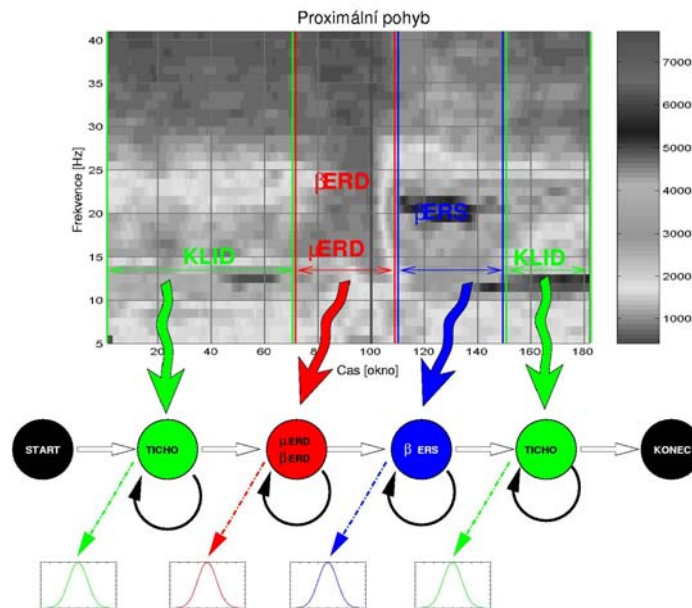 Proximální pohyb
40
35
30
25
20
15
10
5
20
40
60
80
100
120
140
160
180
Frekvence [Hz]
Cas [okno]
7000
6000
5000
4000
3000
2000
1000
βERD
βERS
μERD
KLID
KLID
START
TICHO
μERD
βERD
β ERS
TICHO
KONEC